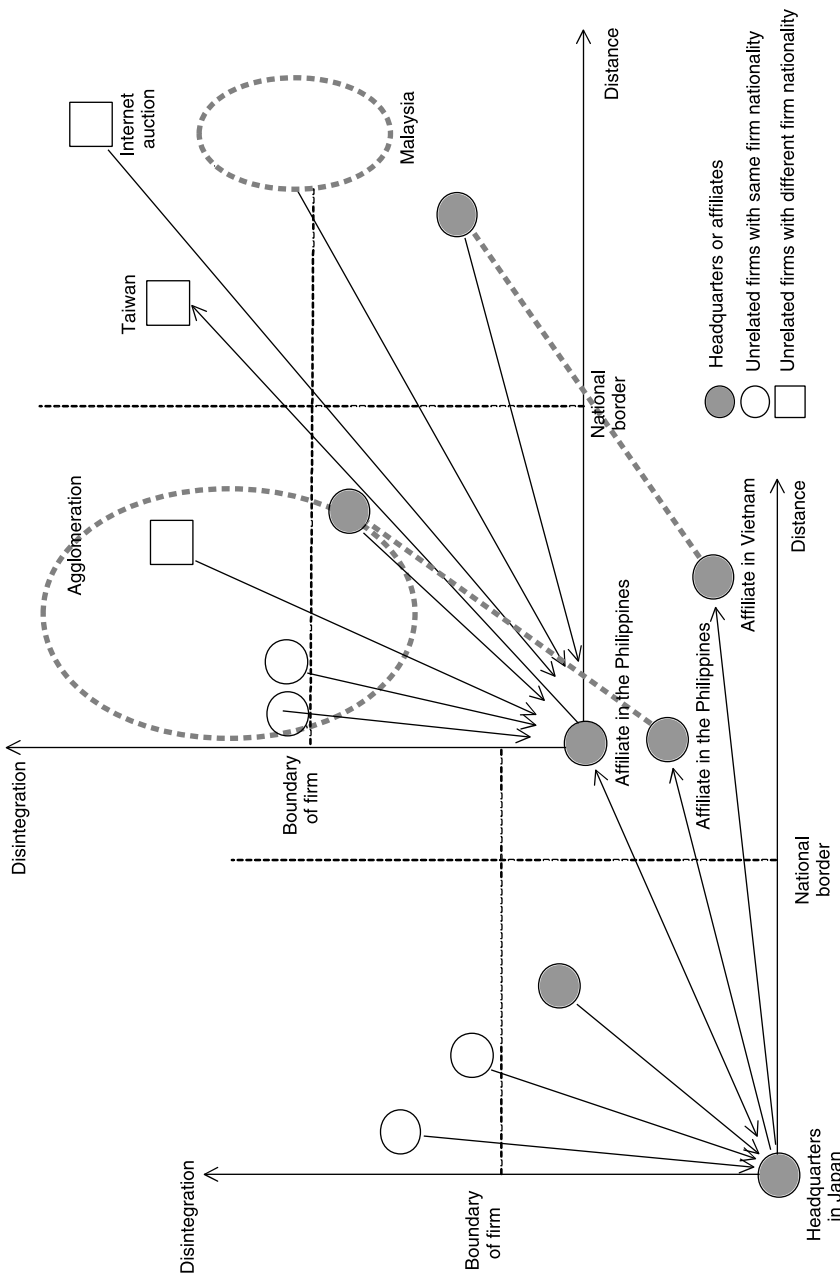 Disintegration
Boundary
of firm
Headquarters
in Japan
National
border
Distance
Disintegration
Boundary
of firm
Agglomeration
Taiwan
Internet
auction
Malaysia
Distance
National
border
Affiliate in the Philippines
Affiliate in the Philippines
Affiliate in Vietnam
Headquarters or affiliates
Unrelated firms with same firm nationality
Unrelated firms with different firm nationality